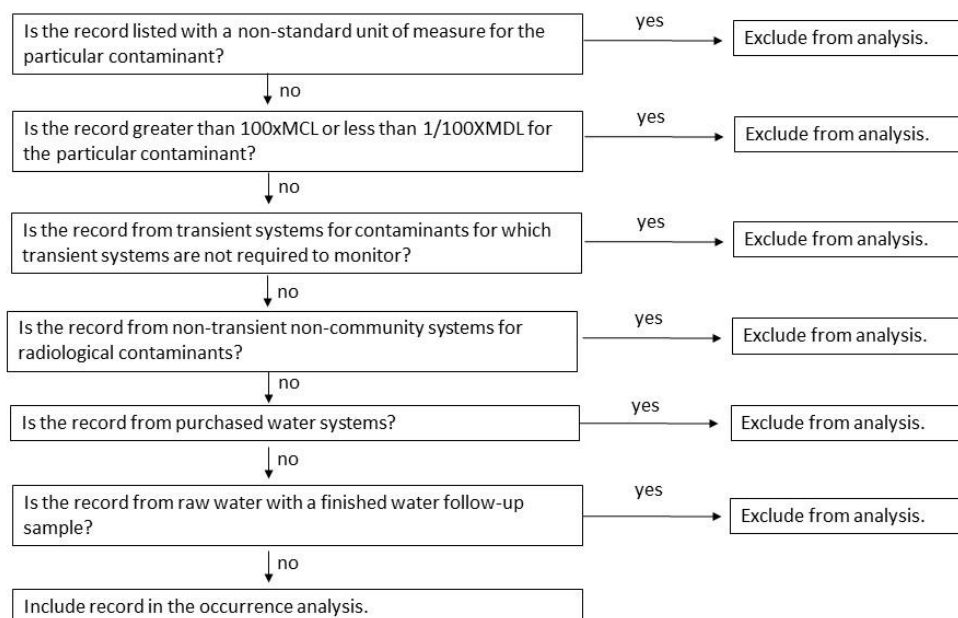 Is the record listed with a non-standard unit of measure for the
particular contaminant?
yes
Exclude from analysis.
no
Is the record greater than 100xMCL or less than 1/100XMDL for
the particular contaminant?
yes
Exclude from analysis.
no
Is the record from transient systems for contaminants for which
transient systems are not required to monitor?
yes
Exclude from analysis.
no
Is the record from non-transient non-community systems for
radiological contaminants?
yes
Exclude from analysis.
no
Is the record from purchased water systems?
yes
Exclude from analysis.
no
Is the record from raw water with a finished water follow-up
sample?
yes
Exclude from analysis.
no
Include record in the occurrence analysis.